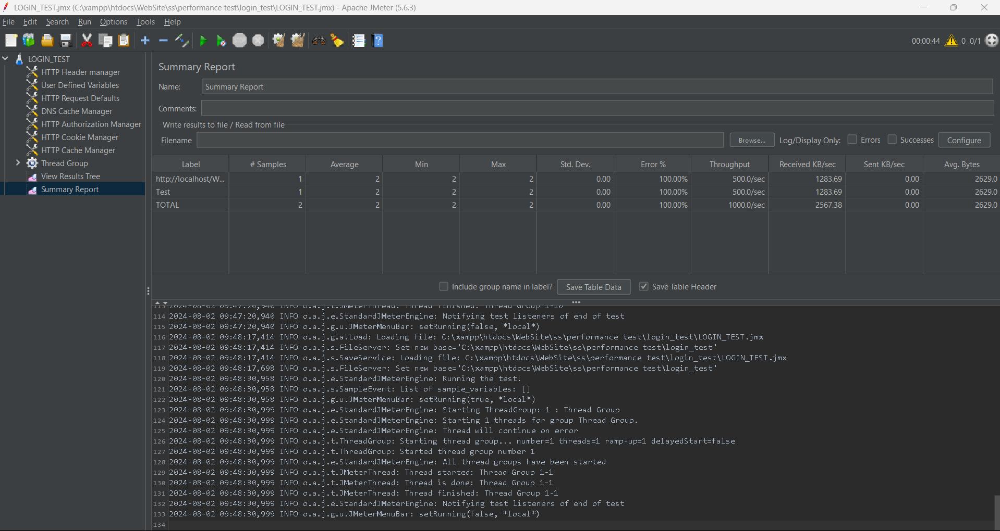 LOGIN_TEST.jmx (C:\xampp\htdocs\WebSite\ss\performance test\login_test\LOGIN_TEST.jmx) - Apache JMeter (5.6.3)
File Edit Search Run Options Tools Help
STOP 00:00:44 0 0/1
LOGIN_TEST
HTTP Header manager
User Defined Variables
HTTP Request Defaults
DNS Cache Manager
HTTP Authorization Manager
HTTP Cookie Manager
HTTP Cache Manager
Thread Group
View Results Tree
Summary Report
Summary Report
Name: Summary Report
Comments:
Write results to file / Read from file
Filename Browse... Log/Display Only: Errors Successes Configure
Label # Samples Average Min Max Std. Dev. Error % Throughput Received KB/sec Sent KB/sec Avg. Bytes
http://localhost/W... 1 2 2 2 0.00 100.00% 500.0/sec 1283.69 0.00 2629.0
Test 1 2 2 2 0.00 100.00% 500.0/sec 1283.69 0.00 2629.0
TOTAL 2 2 2 2 0.00 100.00% 1000.0/sec 2567.38 0.00 2629.0
Include group name in label? Save Table Data Save Table Header
113 2024-08-02 09:47:20,940 INFO o.a.j.t.JMeterThread: Thread finished: Thread Group 1-10
114 2024-08-02 09:47:20,940 INFO o.a.j.e.StandardJMeterEngine: Notifying test listeners of end of test
115 2024-08-02 09:47:20,940 INFO o.a.j.g.u.JMeterMenuBar: setRunning(false, *local*)
116 2024-08-02 09:48:17,414 INFO o.a.j.g.a.Load: Loading file: C:\xampp\htdocs\WebSite\ss\performance test\login_test\LOGIN_TEST.jmx
117 2024-08-02 09:48:17,414 INFO o.a.j.s.FileServer: Set new base='C:\xampp\htdocs\WebSite\ss\performance test\login_test'
118 2024-08-02 09:48:17,414 INFO o.a.j.s.SaveService: Loading file: C:\xampp\htdocs\WebSite\ss\performance test\login_test\LOGIN_TEST.jmx
119 2024-08-02 09:48:17,698 INFO o.a.j.s.FileServer: Set new base='C:\xampp\htdocs\WebSite\ss\performance test\login_test'
120 2024-08-02 09:48:30,958 INFO o.a.j.e.StandardJMeterEngine: Running the test!
121 2024-08-02 09:48:30,958 INFO o.a.j.s.SampleEvent: List of sample_variables: []
122 2024-08-02 09:48:30,958 INFO o.a.j.g.u.JMeterMenuBar: setRunning(true, *local*)
123 2024-08-02 09:48:30,999 INFO o.a.j.e.StandardJMeterEngine: Starting ThreadGroup: 1 : Thread Group
124 2024-08-02 09:48:30,999 INFO o.a.j.e.StandardJMeterEngine: Starting 1 threads for group Thread Group.
125 2024-08-02 09:48:30,999 INFO o.a.j.e.StandardJMeterEngine: Thread will continue on error
126 2024-08-02 09:48:30,999 INFO o.a.j.t.ThreadGroup: Starting thread group... number=1 threads=1 ramp-up=1 delayedStart=false
127 2024-08-02 09:48:30,999 INFO o.a.j.t.ThreadGroup: Started thread group number 1
128 2024-08-02 09:48:30,999 INFO o.a.j.e.StandardJMeterEngine: All thread groups have been started
129 2024-08-02 09:48:30,999 INFO o.a.j.t.JMeterThread: Thread started: Thread Group 1-1
130 2024-08-02 09:48:30,999 INFO o.a.j.t.JMeterThread: Thread is done: Thread Group 1-1
131 2024-08-02 09:48:30,999 INFO o.a.j.t.JMeterThread: Thread finished: Thread Group 1-1
132 2024-08-02 09:48:30,999 INFO o.a.j.e.StandardJMeterEngine: Notifying test listeners of end of test
133 2024-08-02 09:48:30,999 INFO o.a.j.g.u.JMeterMenuBar: setRunning(false, *local*)
134